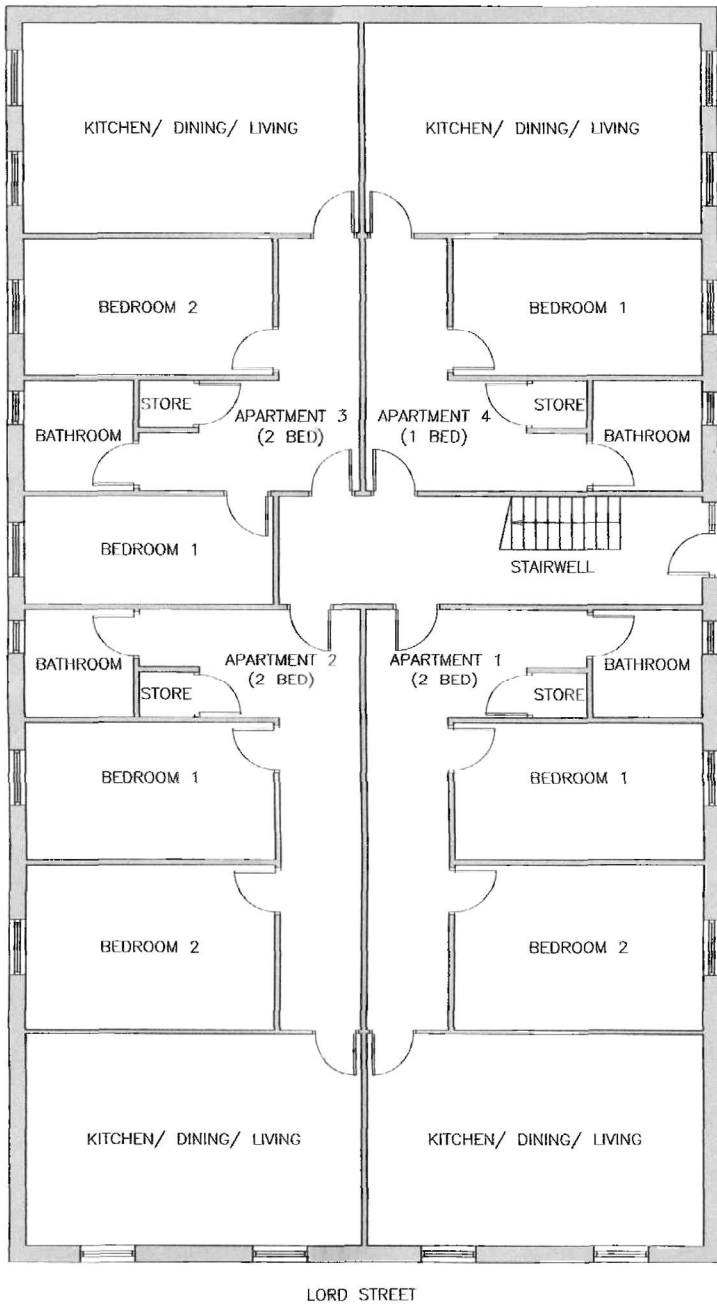 KITCHEN/ DINING/ LIVING
KITCHEN/ DINING/ LIVING
BEDROOM 2
BEDROOM 1
STORE
BATHROOM
APARTMENT 3
(2 BED)
APARTMENT 4
(1 BED)
STORE
BATHROOM
BEDROOM 1
STAIRWELL
BATHROOM
STORE
APARTMENT 2
(2 BED)
APARTMENT 1
(2 BED)
STORE
BATHROOM
BEDROOM 1
BEDROOM 1
BEDROOM 2
BEDROOM 2
KITCHEN/ DINING/ LIVING
KITCHEN/ DINING/ LIVING
LORD STREET